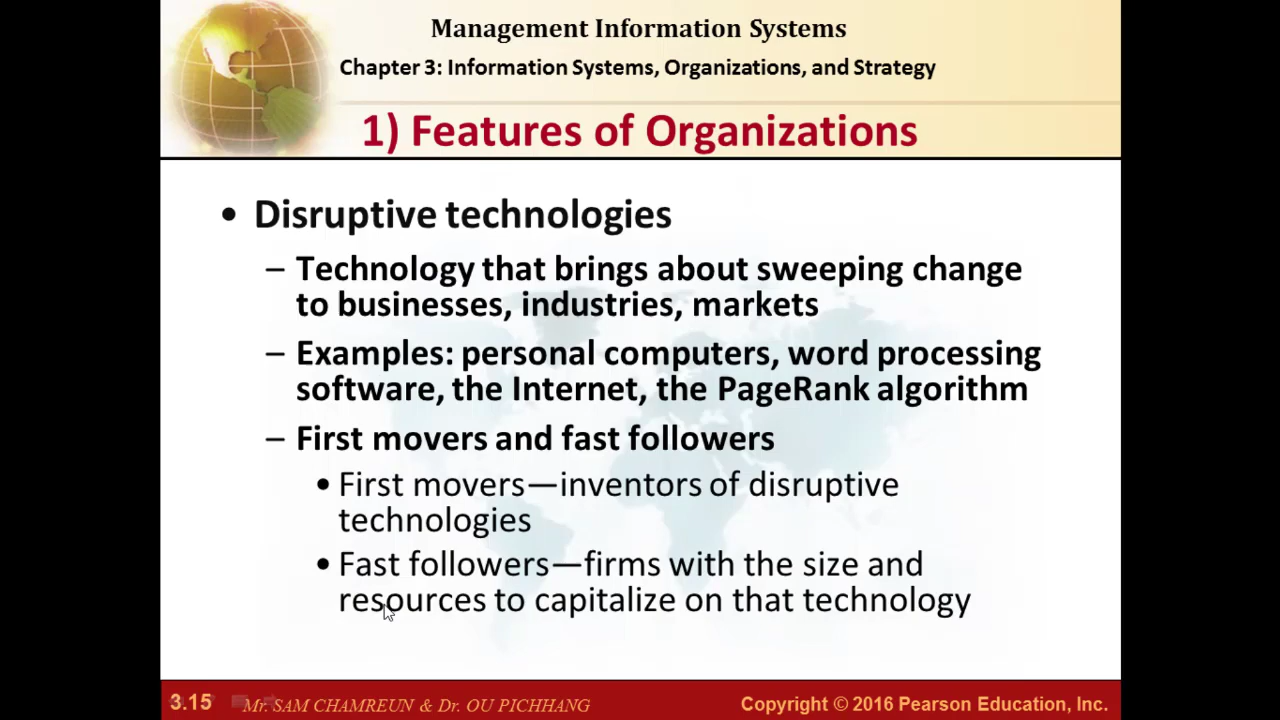 Management Information Systems
Chapter 3: Information Systems, Organizations, and Strategy
1) Features of Organizations
• Disruptive technologies
– Technology that brings about sweeping change
to businesses, industries, markets
– Examples: personal computers, word processing
software, the Internet, the PageRank algorithm
– First movers and fast followers
• First movers—inventors of disruptive
technologies
• Fast followers—firms with the size and
resources to capitalize on that technology
3.15 Mr. SAM CHAMREUN & Dr. OU PICHHANG Copyright © 2016 Pearson Education, Inc.